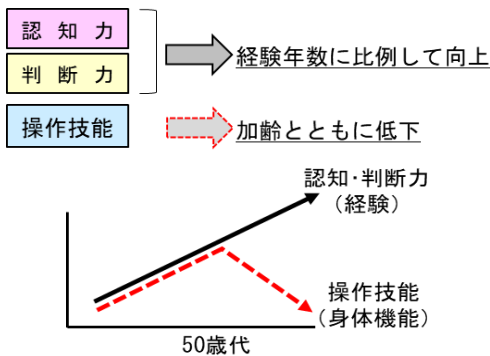 認知力
判断力
経験年数に比例して向上
操作技能
加齢とともに低下
認知・判断力
（経験）
操作技能
（身体機能）
50歳代